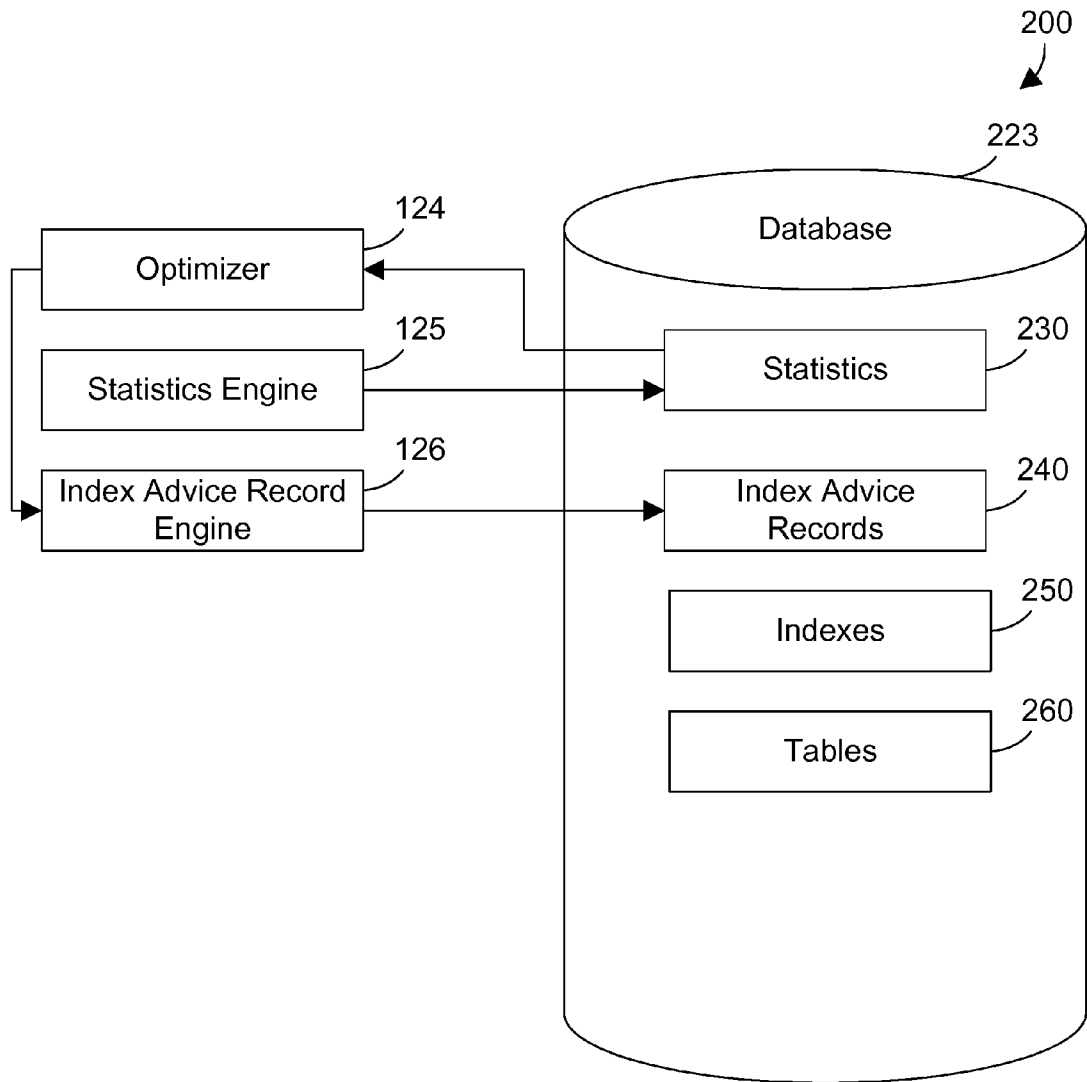 200
223
Database
124
Optimizer
125
Statistics Engine
230
Statistics
126
Index Advice Record
Engine
240
Index Advice
Records
250
Indexes
260
Tables